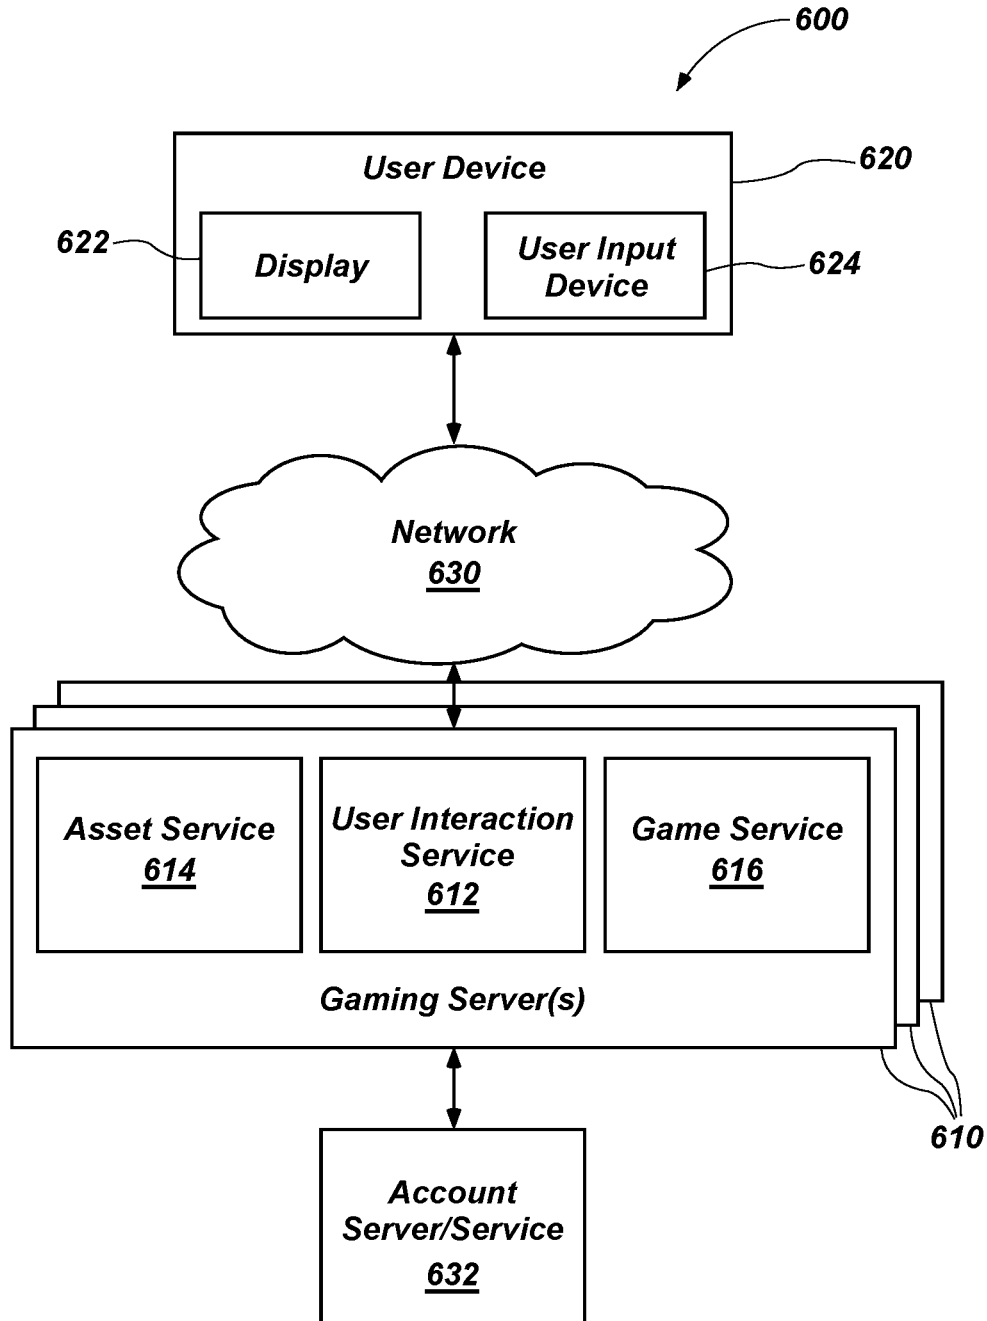 600
User Device
620
622
Display
User Input
Device
624
Network
630
Asset Service
614
User Interaction
Service
612
Game Service
616
Gaming Server(s)
610
Account
Server/Service
632